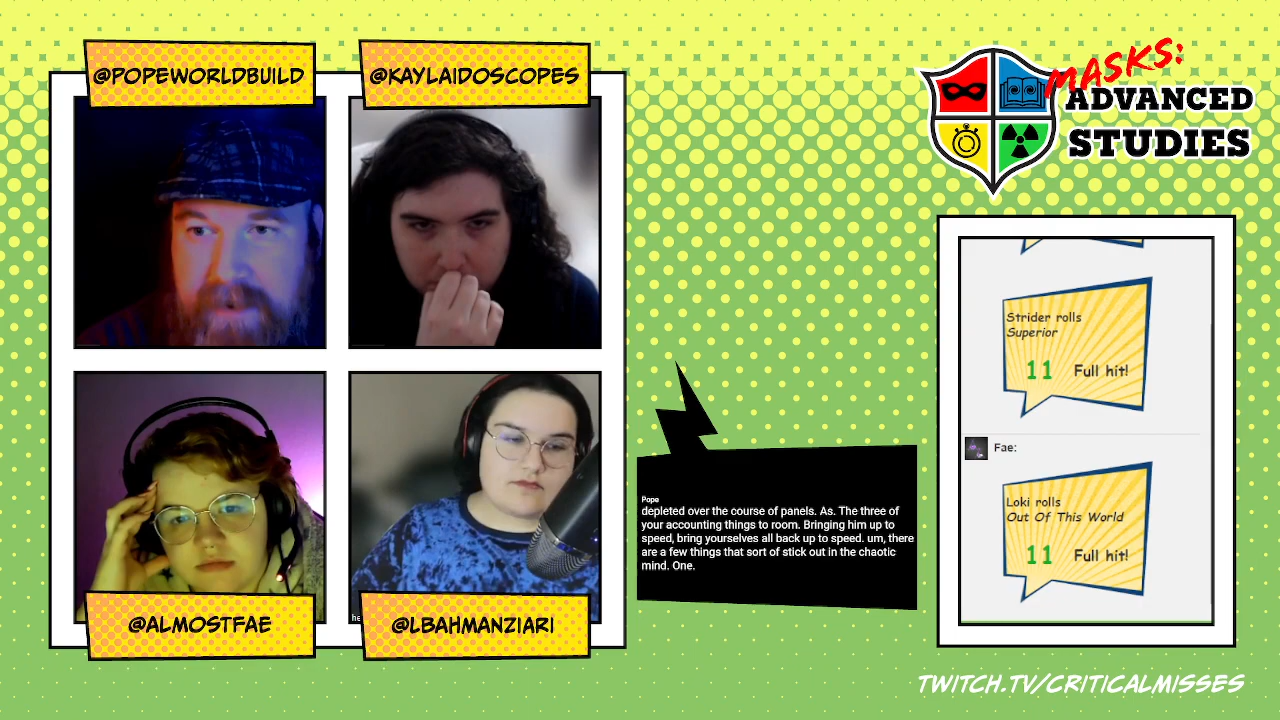 @POPEWORLDBUILD
@KAYLAIDOSCOPES
@ALMOSTFAE
@LBAHMANZIARI
Pope
depleted over the course of panels. As. The three of
your accounting things to room. Bringing him up to
speed, bring yourselves all back up to speed. um, there
are a few things that sort of stick out in the chaotic
mind. One.
MASKS:
ADVANCED
STUDIES
Strider rolls
Superior
11 Full hit!
Fae:
Loki rolls
Out Of This World
11 Full hit!
TWITCH.TV/CRITICALMISSES